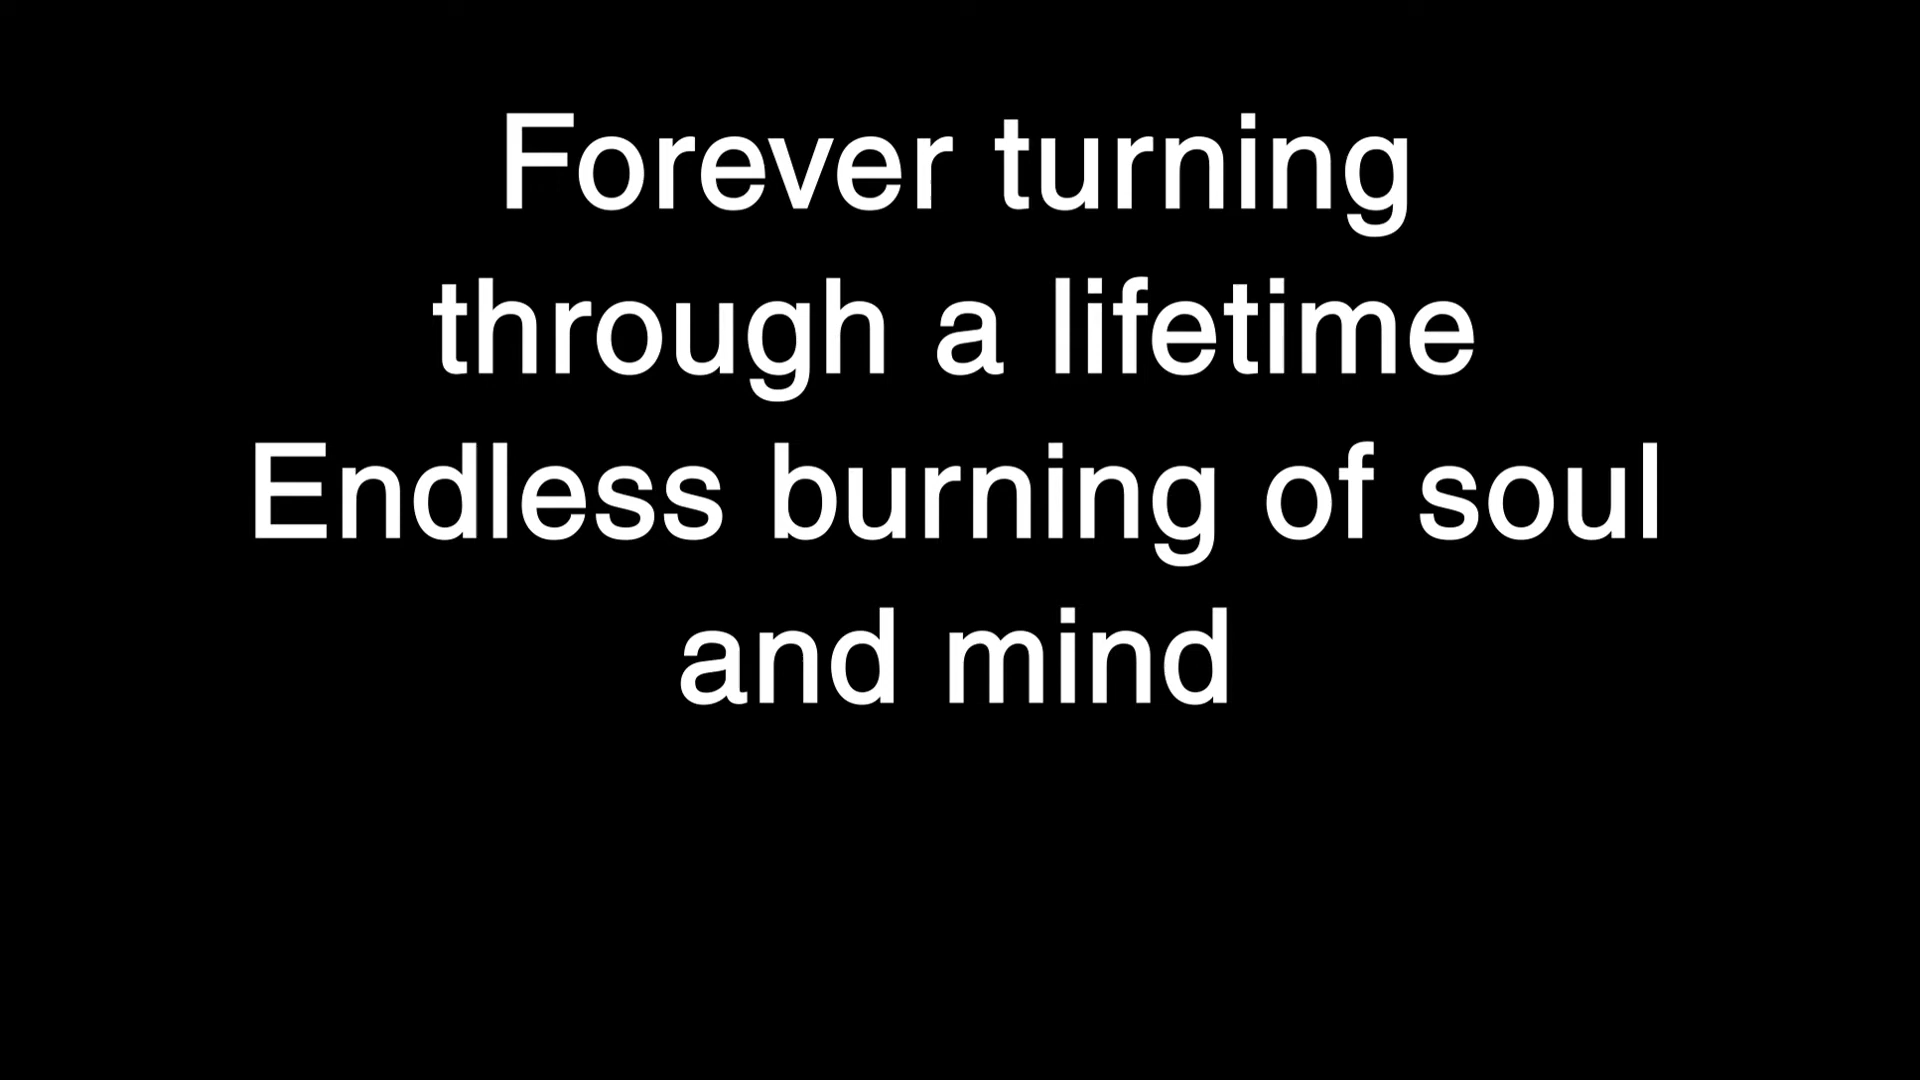 Forever turning
through a lifetime
Endless burning of soul
and mind